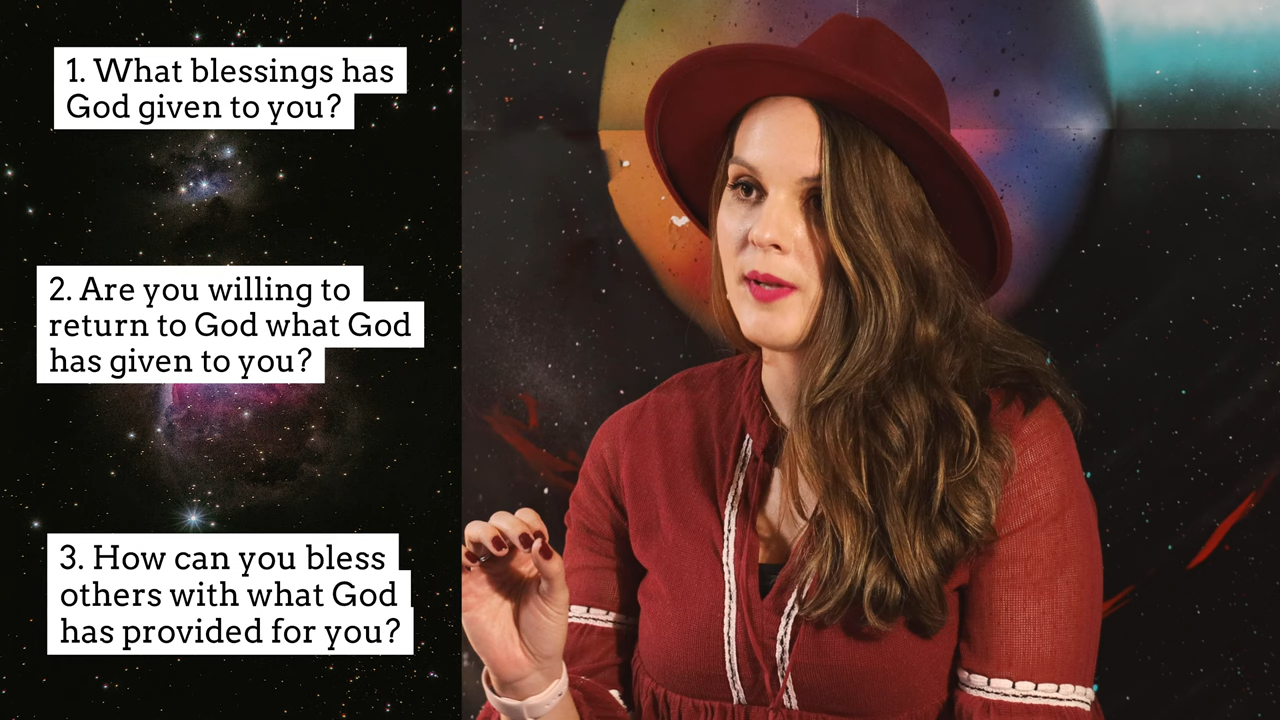 1. What blessings has
God given to you?
2. Are you willing to
return to God what God
has given to you?
3. How can you bless
others with what God
has provided for you?